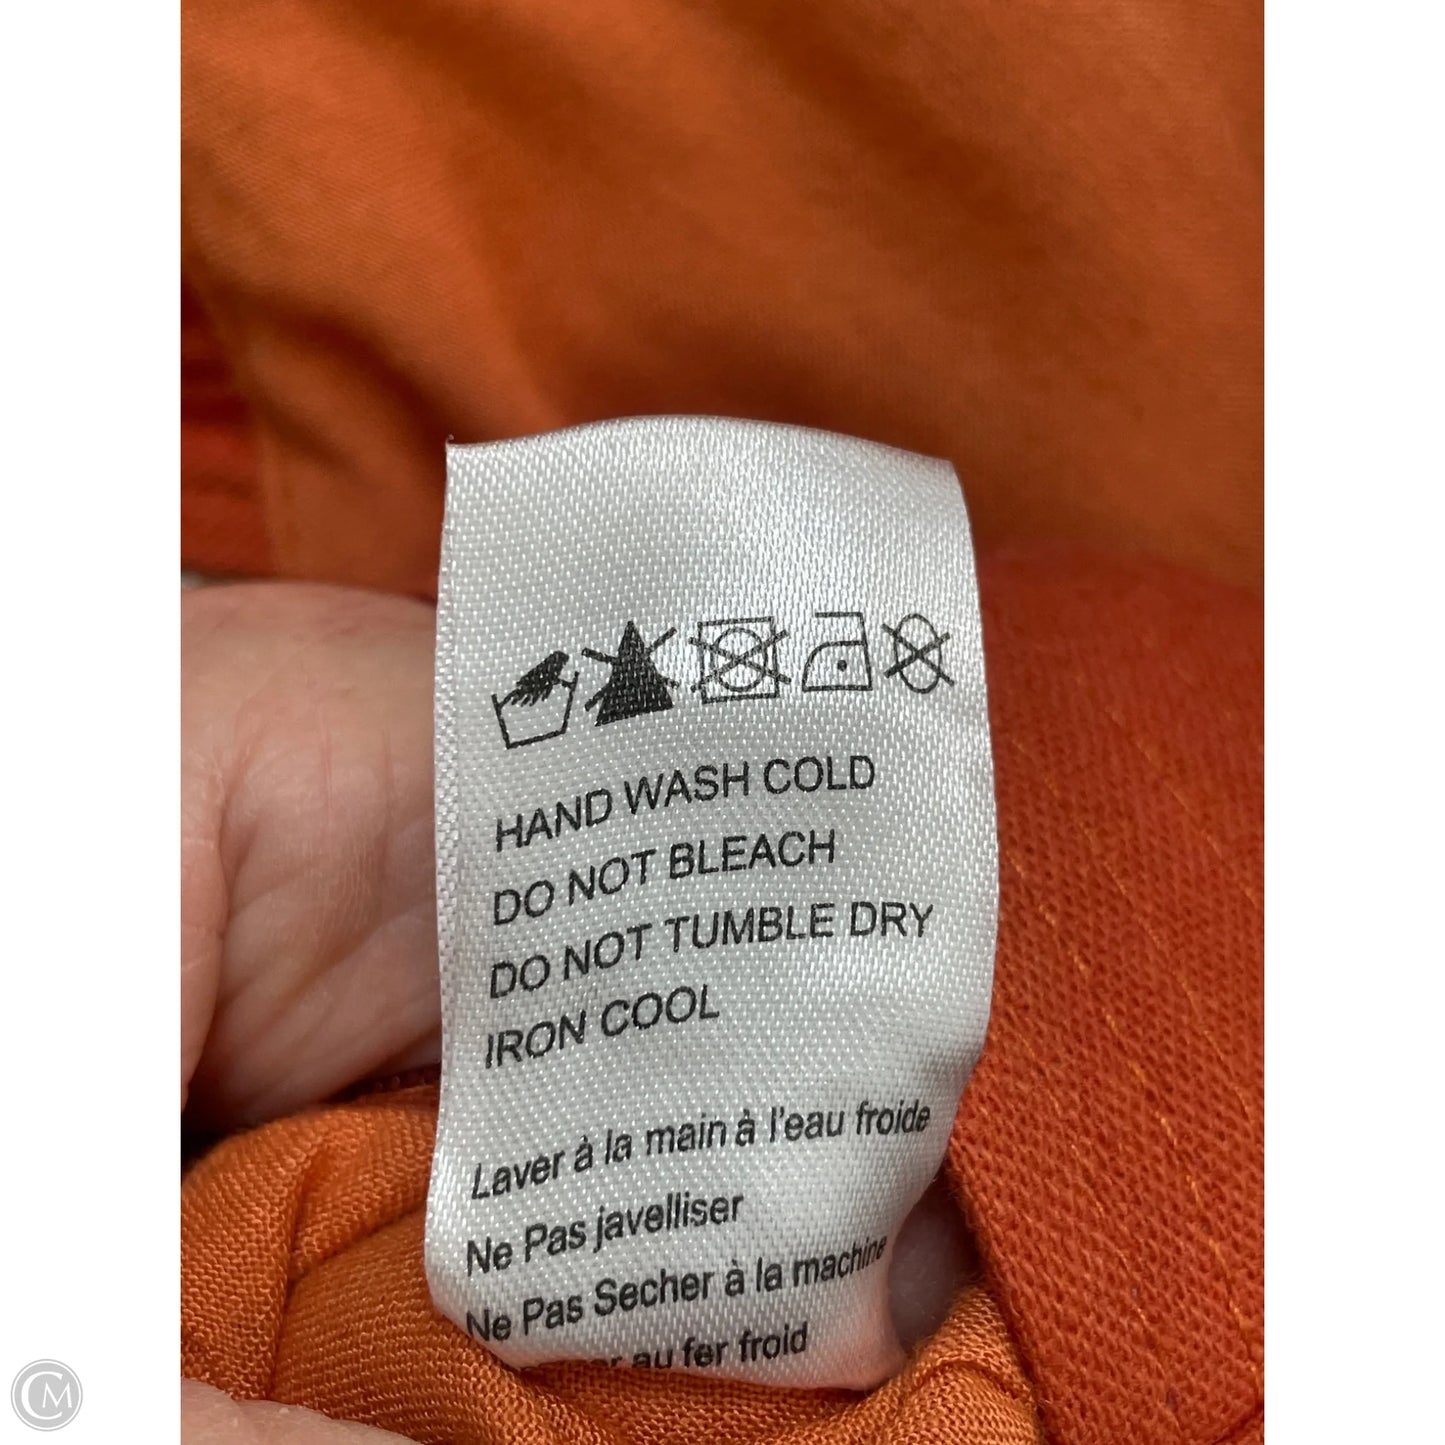 HAND WASH COLD
DO NOT BLEACH
DO NOT TUMBLE DRY
IRON COOL
Laver à la main à l'eau froide
Ne Pas javelliser
Ne Pas Secher à la machine
au fer froid
CM